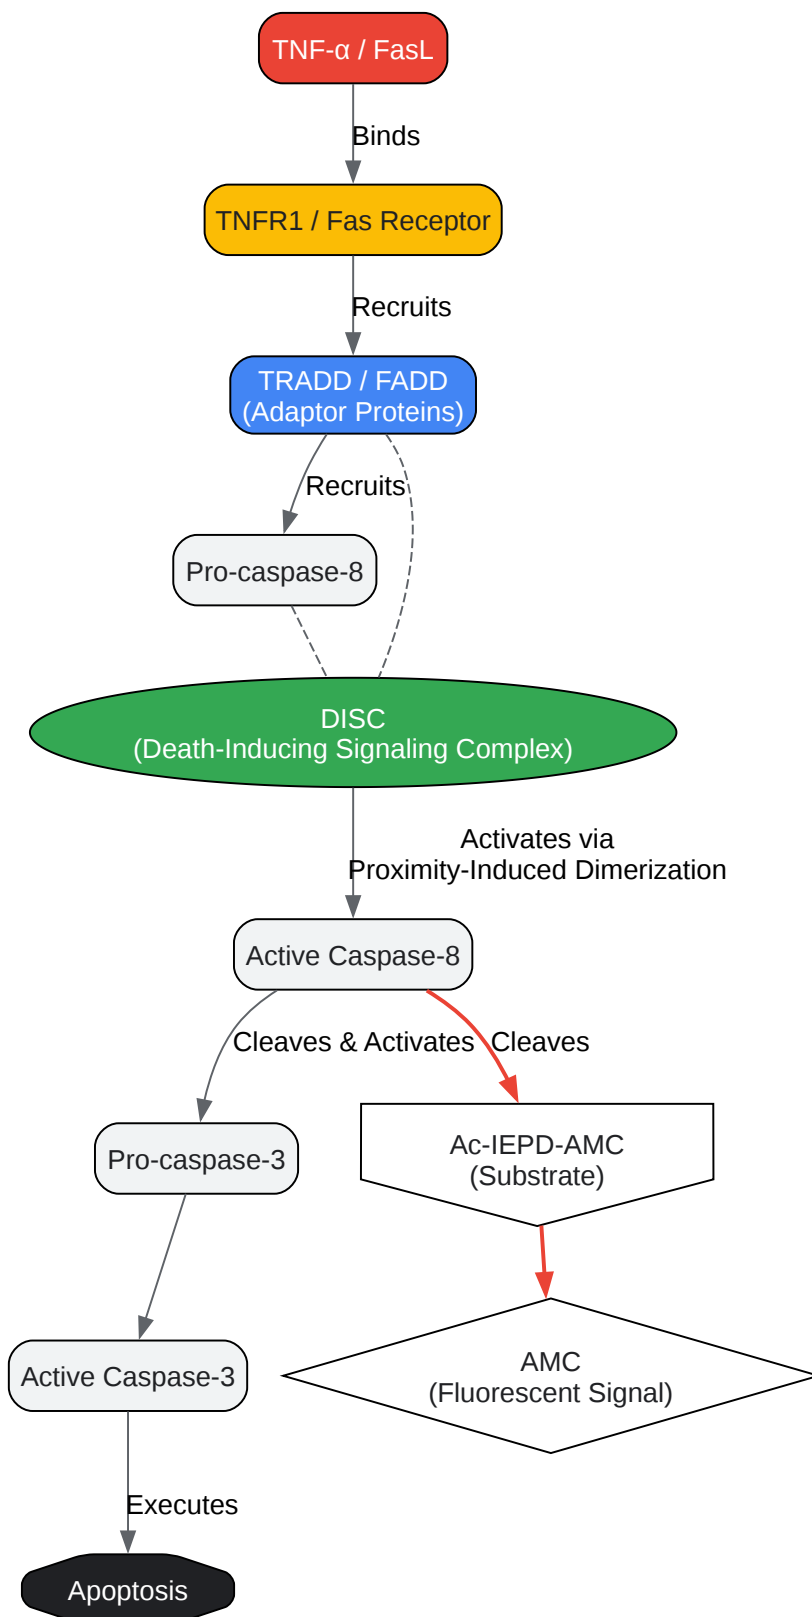 TNF-α / FasL
Binds
TNFR1 / Fas Receptor
Recruits
TRADD / FADD
(Adaptor Proteins)
Recruits
Pro-caspase-8
DISC
(Death-Inducing Signaling Complex)
Activates via
Proximity-Induced Dimerization
Active Caspase-8
Cleaves & Activates
Cleaves
Pro-caspase-3
Ac-IEPD-AMC
(Substrate)
Active Caspase-3
AMC
(Fluorescent Signal)
Executes
Apoptosis